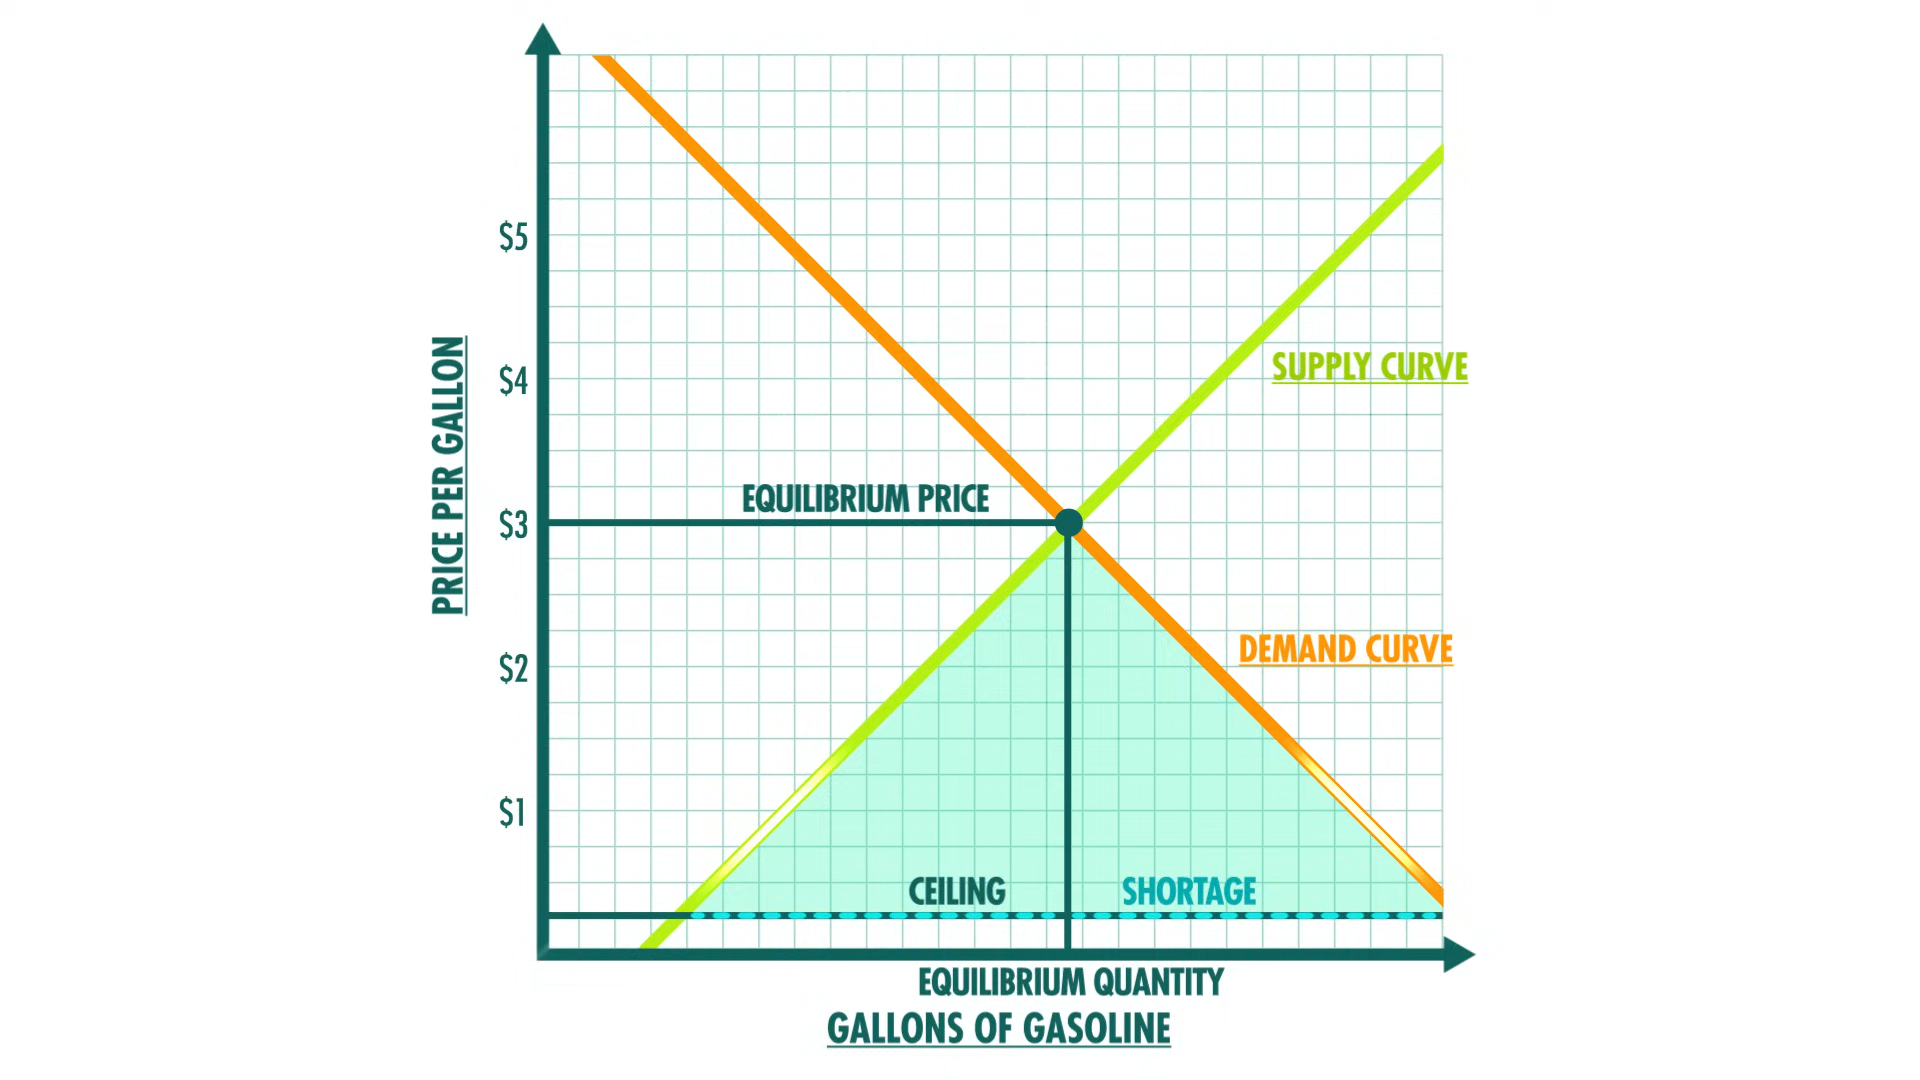 $5
$4
$3
$2
$1
PRICE PER GALLON
EQUILIBRIUM PRICE
SUPPLY CURVE
DEMAND CURVE
CEILING
SHORTAGE
EQUILIBRIUM QUANTITY
GALLONS OF GASOLINE